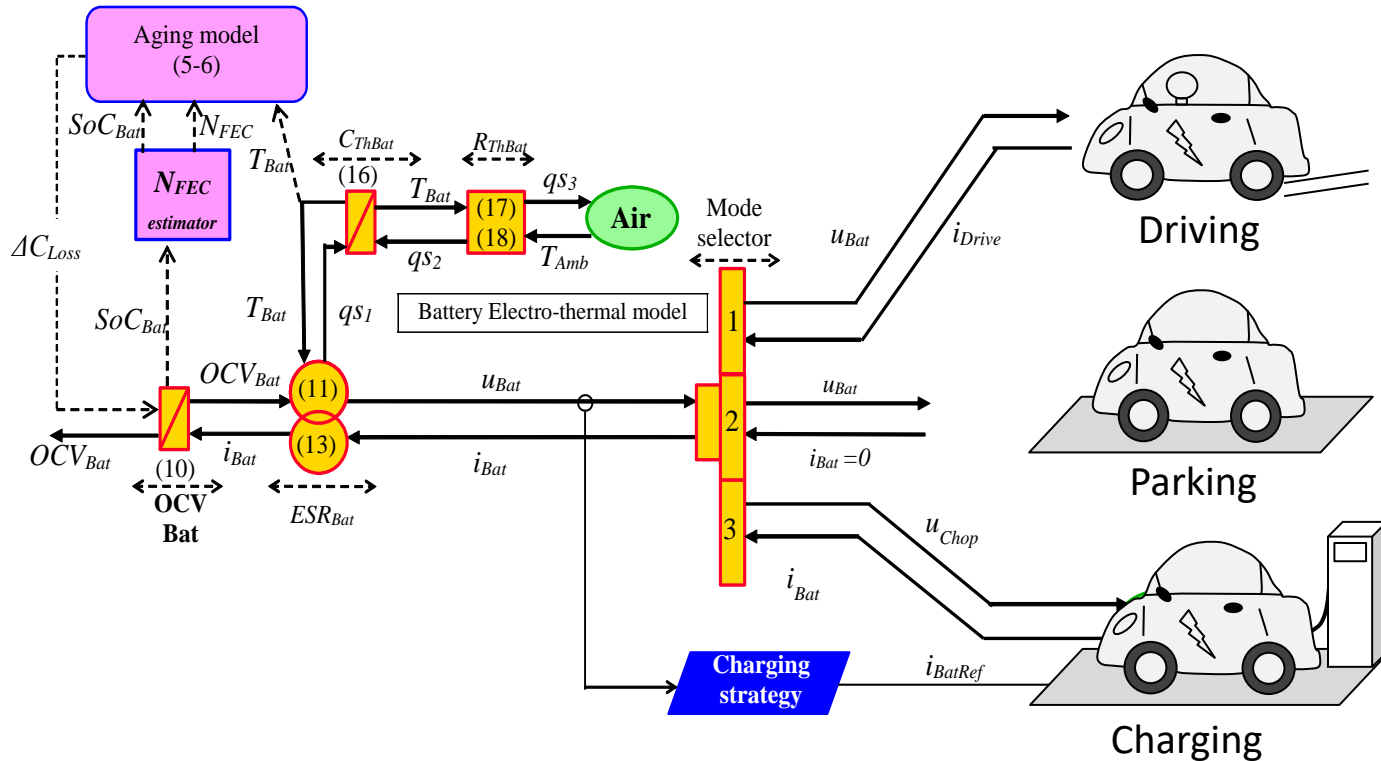 Aging model
(5-6)
SoC_Bat
N_FEC
T_Bat
C_ThBat
R_ThBat
(16)
N_FEC
estimator
T_Bat
qs_3
(17)
(18)
Air
qs_2
T_Amb
Mode
selector
u_Bat
i_Drive
Driving
ΔC_Loss
SoC_Bat
T_Bat
qs_1
Battery Electro-thermal model
1
OCV_Bat
(11)
u_Bat
2
u_Bat
OCV_Bat
i_Bat
(13)
i_Bat
i_Bat =0
(10)
OCV
Bat
ESR_Bat
Parking
3
u_Chop
i_Bat
Charging
strategy
i_BatRef
Charging